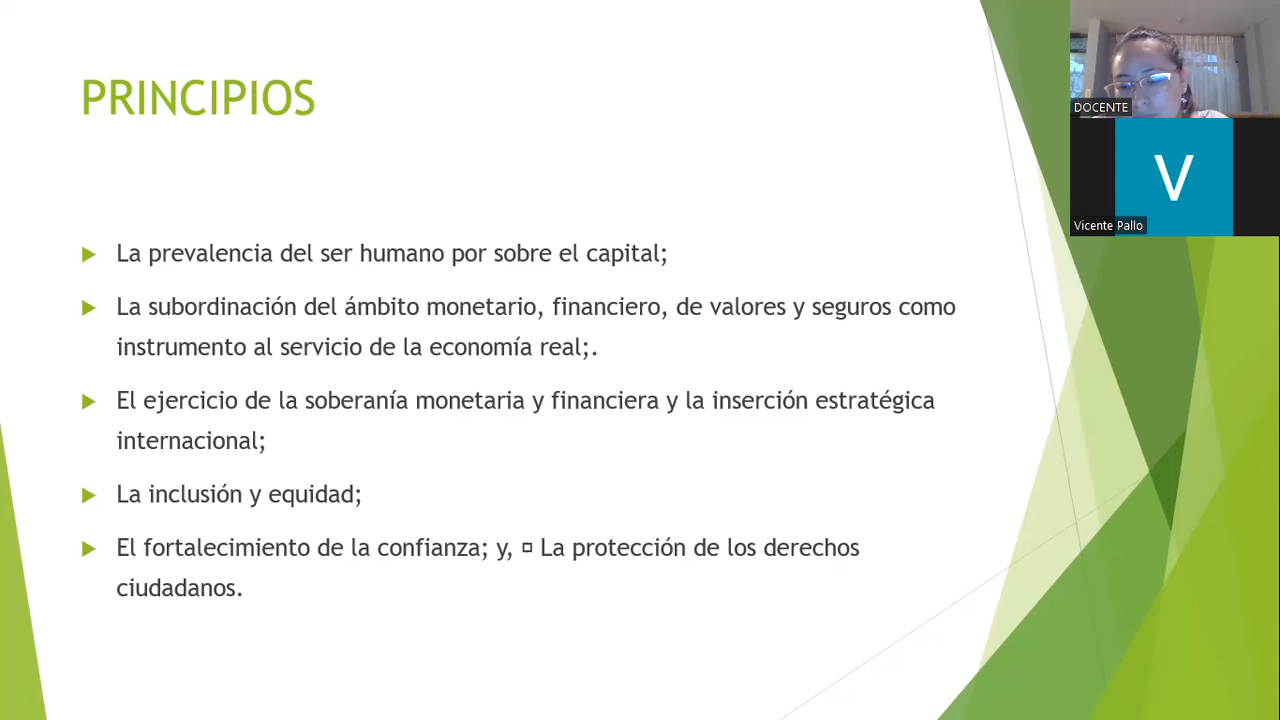 PRINCIPIOS
La prevalencia del ser humano por sobre el capital;
La subordinación del ámbito monetario, financiero, de valores y seguros como
instrumento al servicio de la economía real;.
El ejercicio de la soberanía monetaria y financiera y la inserción estratégica
internacional;
La inclusión y equidad;
El fortalecimiento de la confianza; y, ¤ La protección de los derechos
ciudadanos.
DOCENTE
V
Vicente Pallo